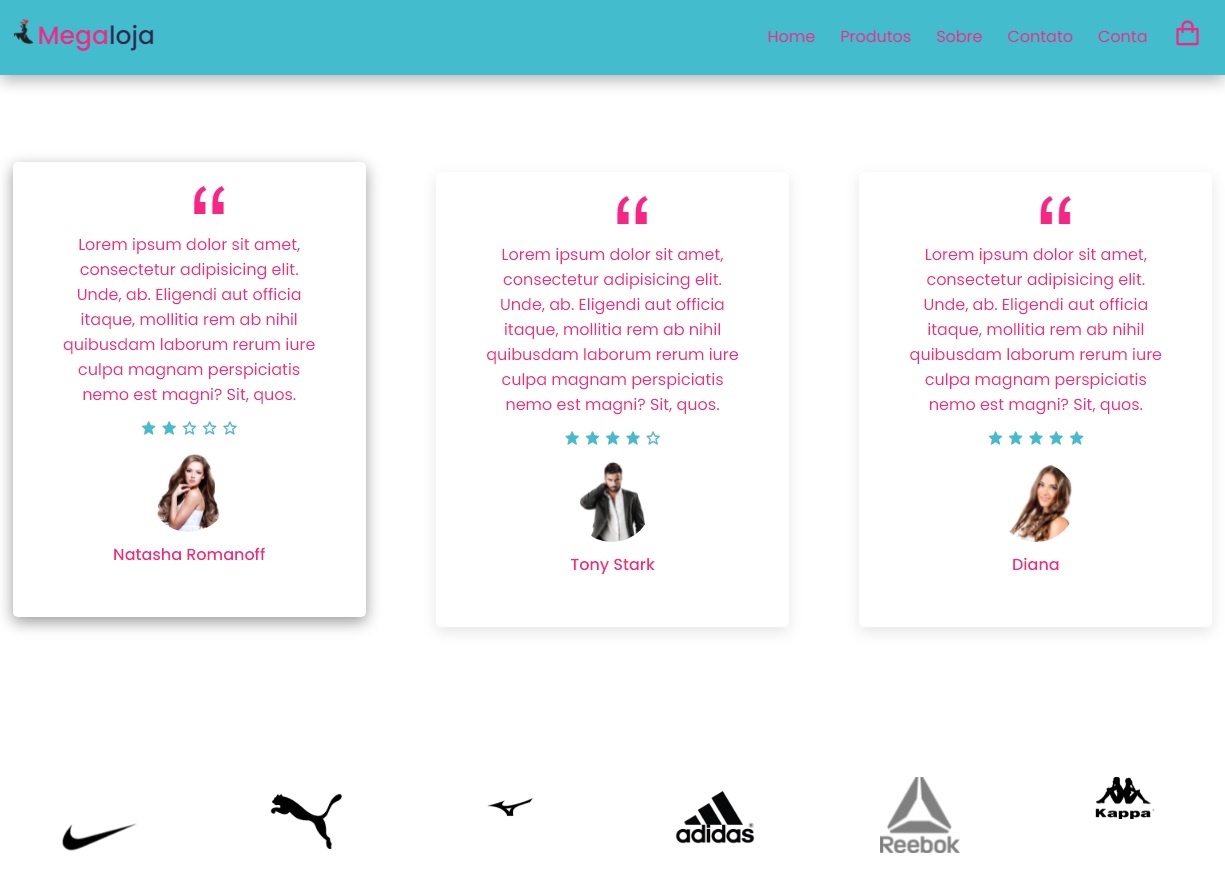 Megaloja
Home Produtos Sobre Contato Conta
“
Lorem ipsum dolor sit amet,
consectetur adipisicing elit.
Unde, ab. Eligendi aut officia
itaque, mollitia rem ab nihil
quibusdam laborum rerum iure
culpa magnam perspiciatis
nemo est magni? Sit, quos.
Natasha Romanoff
“
Lorem ipsum dolor sit amet,
consectetur adipisicing elit.
Unde, ab. Eligendi aut officia
itaque, mollitia rem ab nihil
quibusdam laborum rerum iure
culpa magnam perspiciatis
nemo est magni? Sit, quos.
Tony Stark
“
Lorem ipsum dolor sit amet,
consectetur adipisicing elit.
Unde, ab. Eligendi aut officia
itaque, mollitia rem ab nihil
quibusdam laborum rerum iure
culpa magnam perspiciatis
nemo est magni? Sit, quos.
Diana
adidas
Reebok
Kappa